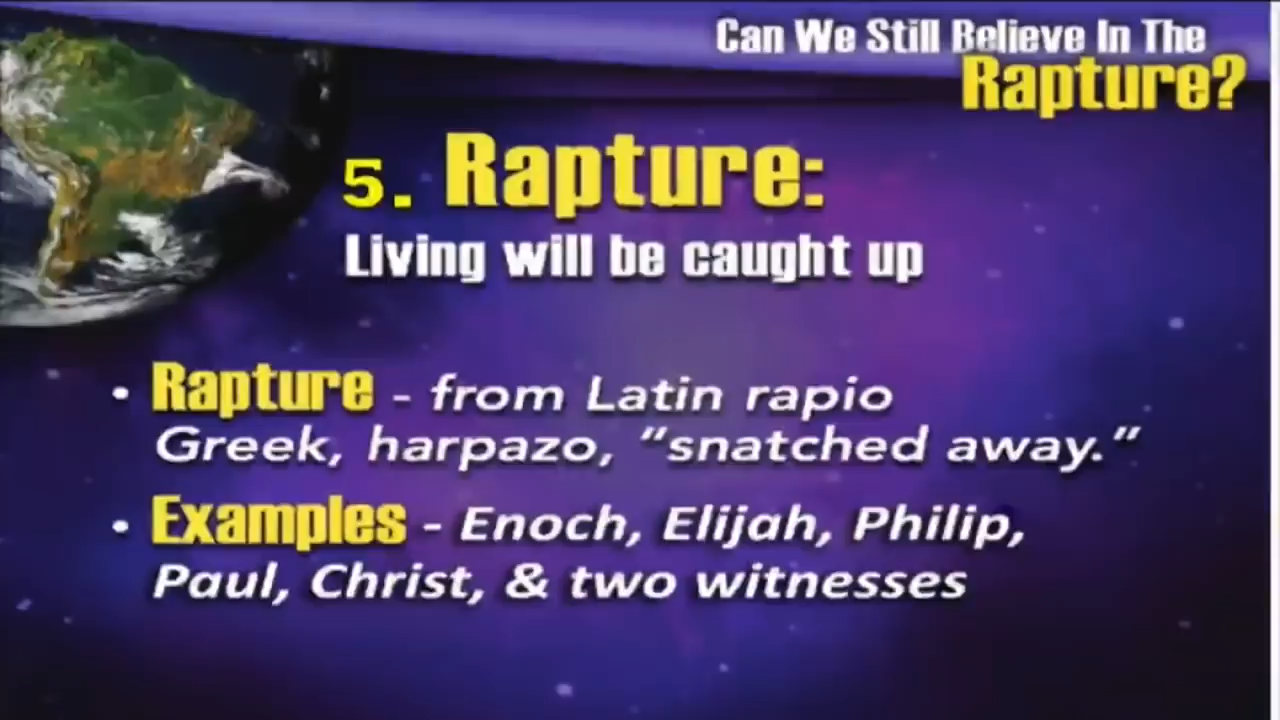 Can We Still Believe In The
Rapture?
5. Rapture:
Living will be caught up
• Rapture - from Latin rapio
Greek, harpazo, “snatched away.”
• Examples - Enoch, Elijah, Philip,
Paul, Christ, & two witnesses